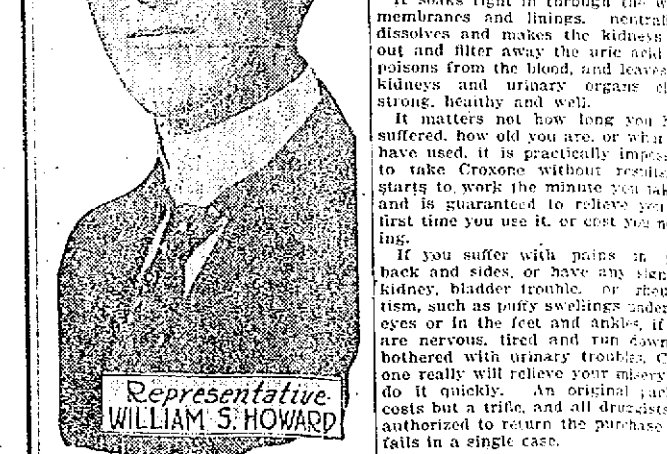 Representative
WILLIAM S. HOWARD
It soaks right in through the
membranes and linings.
dissolves and makes the kidneys
out and filter away the uric acid
poisons from the blood, and leaves
kidneys and urinary organs
strong, healthy and well.
It matters not how long you
suffered, how old you are, or what
have used, it is practically
to take Croxone without
starts to work the minute you
and is guaranteed to relieve
first time you use it, or cost you
ing.
If you suffer with pains in
back and sides, or have any
kidney, bladder trouble, or
tism, such as puffy swellings under
eyes or in the feet and ankles, if
are nervous, tired and run down
bothered with urinary
one really will relieve your misery
do it quickly. An original
costs but a trifle, and all druggists
authorized to return the purchase
fails in a single case.